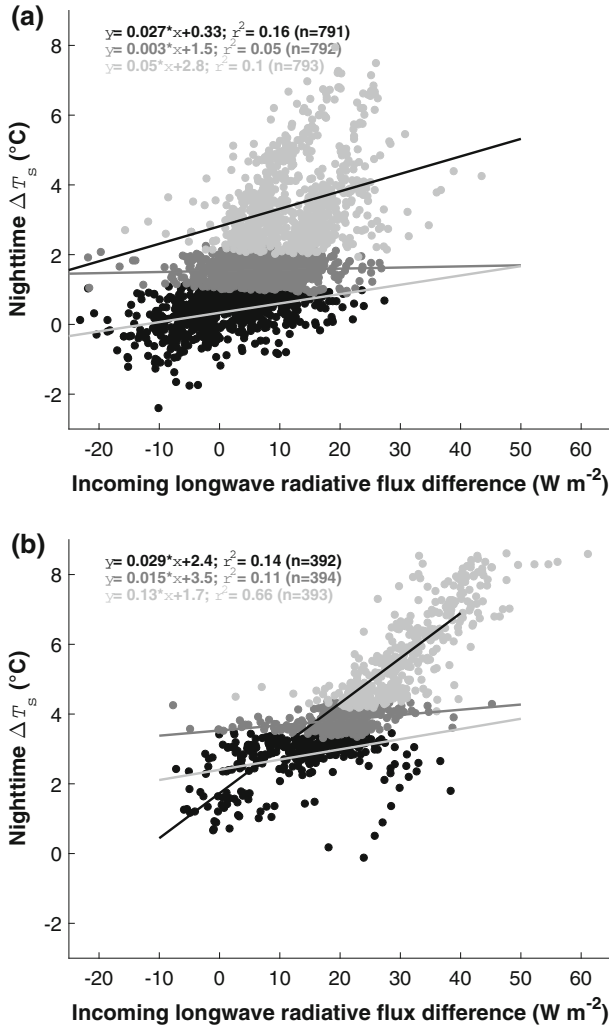 (a)
y= 0.027*x+0.33; r2= 0.16 (n=791)
y= 0.003*x+1.5; r2= 0.05 (n=792)
y= 0.05*x+2.8; r2= 0.1 (n=793)
8
6
4
2
0
-2
Nighttime ΔTs (°C)
-20 -10 0 10 20 30 40 50 60
Incoming longwave radiative flux difference (W m-2)
(b)
y= 0.029*x+2.4; r2= 0.14 (n=392)
y= 0.015*x+3.5; r2= 0.11 (n=394)
y= 0.13*x+1.7; r2= 0.66 (n=393)
8
6
4
2
0
-2
Nighttime ΔTs (°C)
-20 -10 0 10 20 30 40 50 60
Incoming longwave radiative flux difference (W m-2)